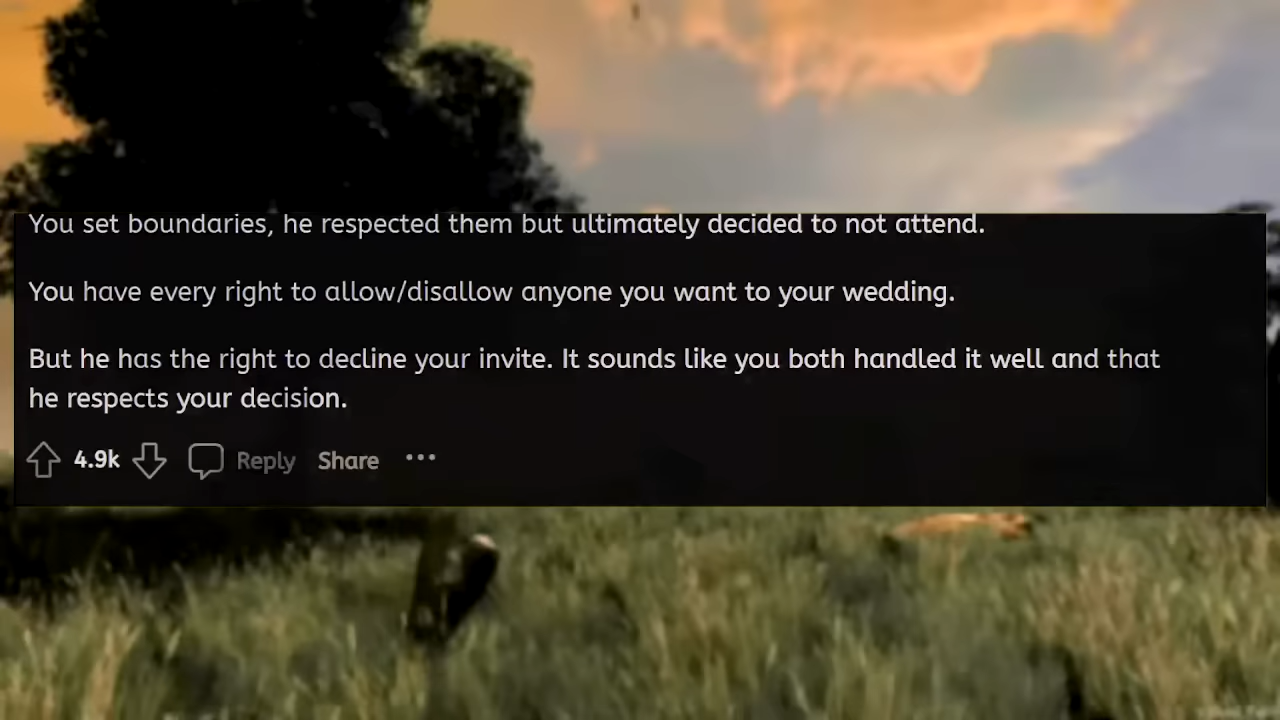 You set boundaries, he respected them but ultimately decided to not attend.
You have every right to allow/disallow anyone you want to your wedding.
But he has the right to decline your invite. It sounds like you both handled it well and that
he respects your decision.
4.9k Reply Share •••